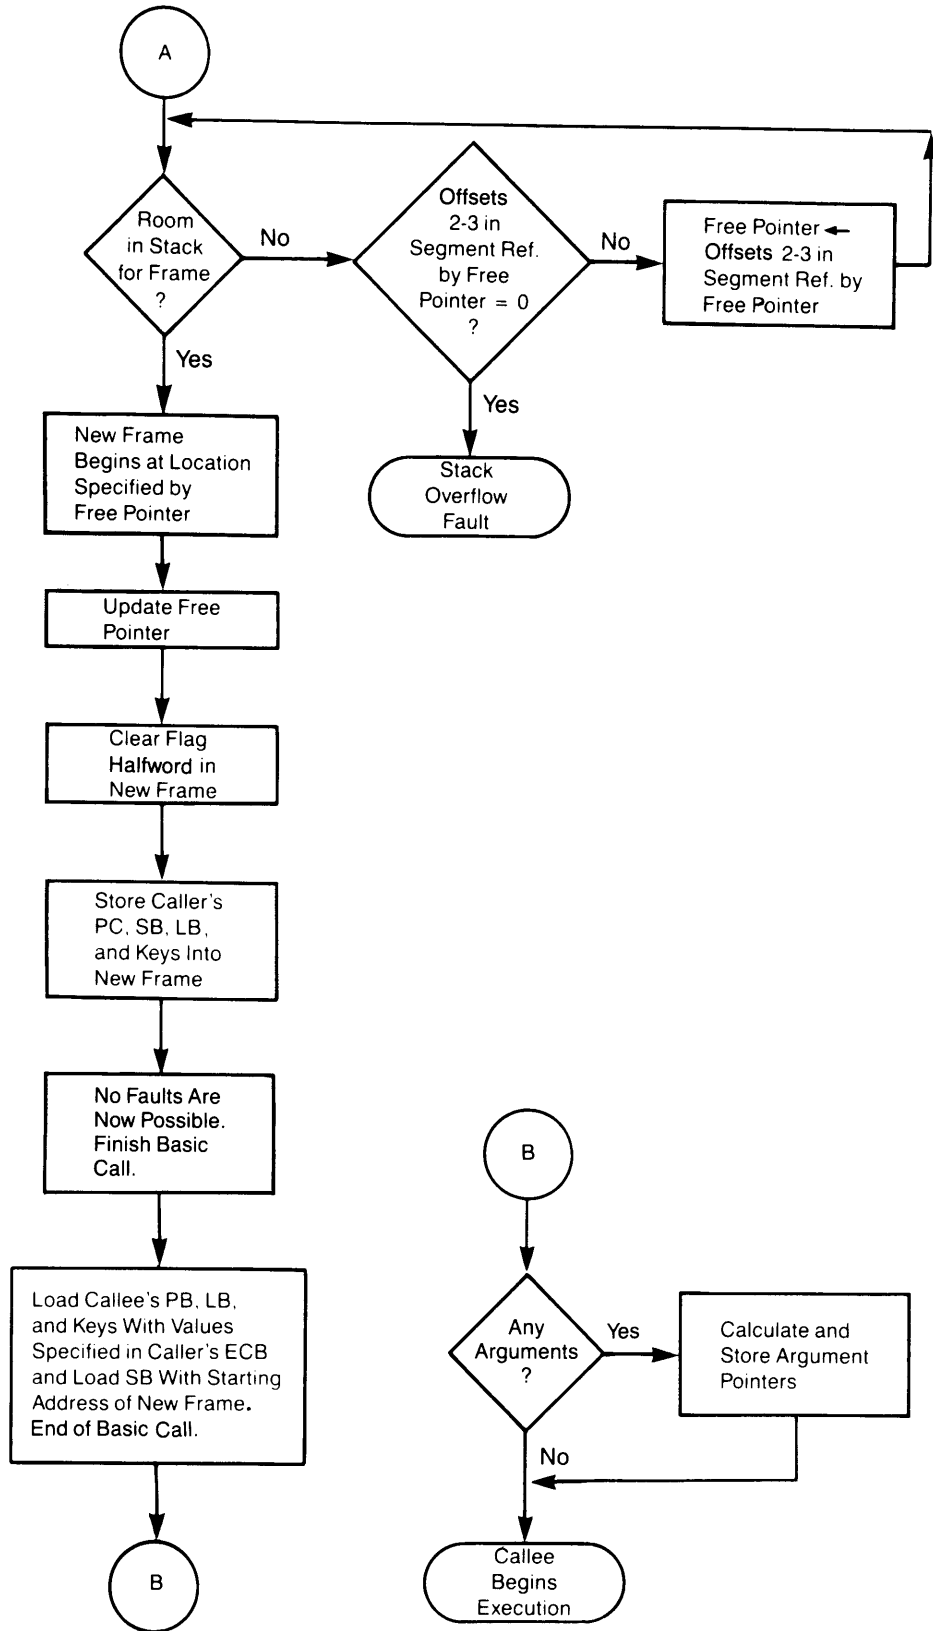 A
Room
in Stack
for Frame
?
No
Offsets
2-3 in
Segment Ref.
by Free
Pointer = 0
?
No
Free Pointer ←
Offsets 2-3 in
Segment Ref. by
Free Pointer
Yes
Yes
New Frame
Begins at Location
Specified by
Free Pointer
Stack
Overflow
Fault
Update Free
Pointer
Clear Flag
Halfword in
New Frame
Store Caller's
PC, SB, LB,
and Keys Into
New Frame
No Faults Are
Now Possible.
Finish Basic
Call.
Load Callee's PB, LB,
and Keys With Values
Specified in Caller's ECB
and Load SB With Starting
Address of New Frame.
End of Basic Call.
B
B
Any
Arguments
?
Yes
Calculate and
Store Argument
Pointers
No
Callee
Begins
Execution